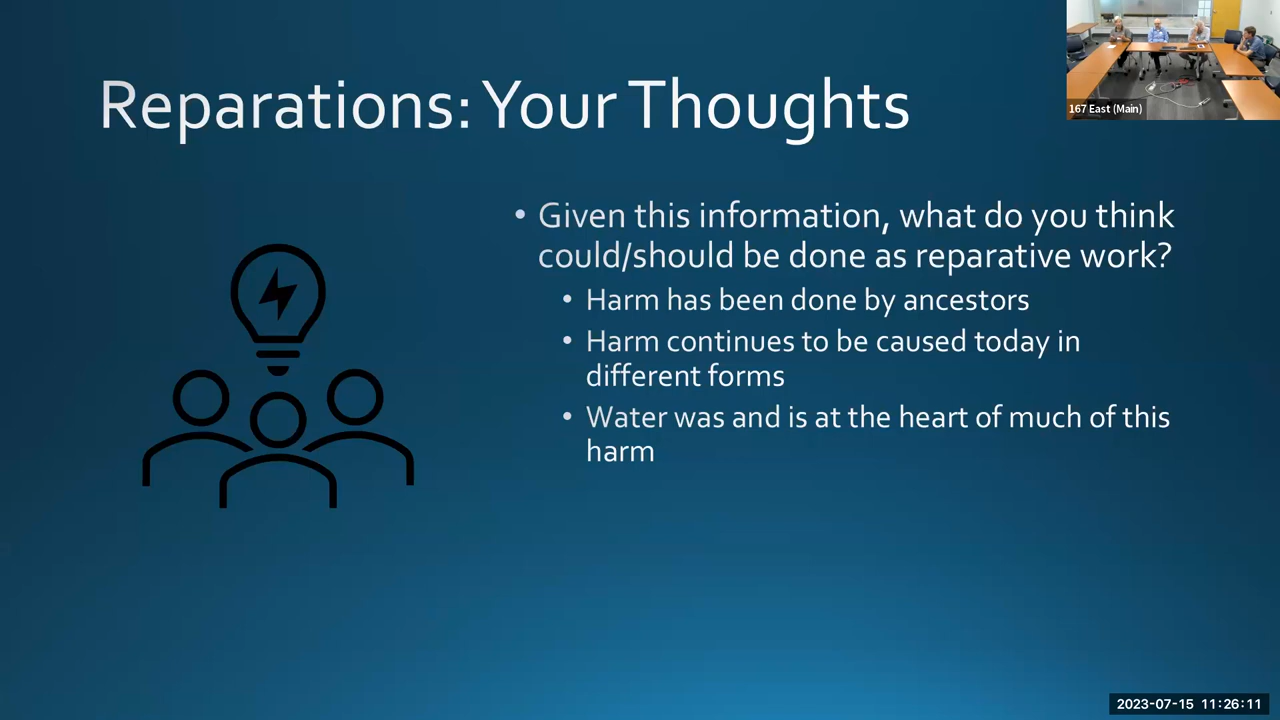 Reparations: Your Thoughts
167 East (Main)
• Given this information, what do you think
could/should be done as reparative work?
• Harm has been done by ancestors
• Harm continues to be caused today in
different forms
• Water was and is at the heart of much of this
harm
2023-07-15 11:26:11